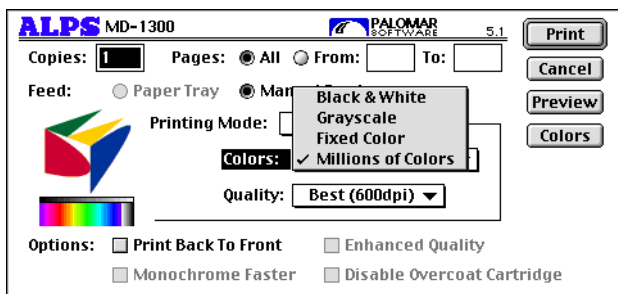 ALPS MD-1300 PALOMAR SOFTWARE 5.1
Print
Copies: 1 Pages: All From: To:
Cancel
Feed: Paper Tray
Preview
Black & White
Grayscale
Printing Mode:
Colors
Fixed Color
Colors: ✓ Millions of Colors
Quality: Best (600dpi)
Options: Print Back To Front Enhanced Quality
Monochrome Faster Disable Overcoat Cartridge